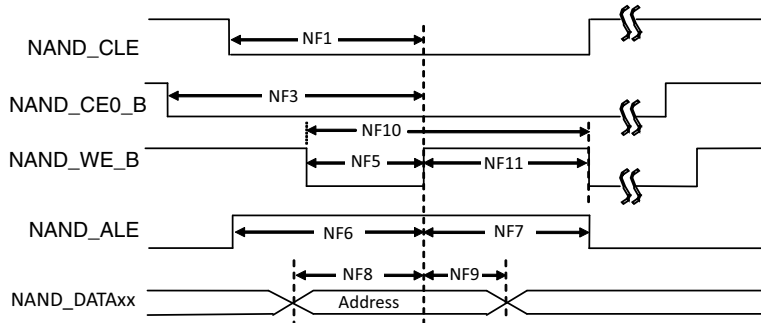 NAND_CLE
NF1
NAND_CE0_B
NF3
NF10
NAND_WE_B
NF5
NF11
NAND_ALE
NF6
NF7
NF8
NF9
NAND_DATAxx
Address